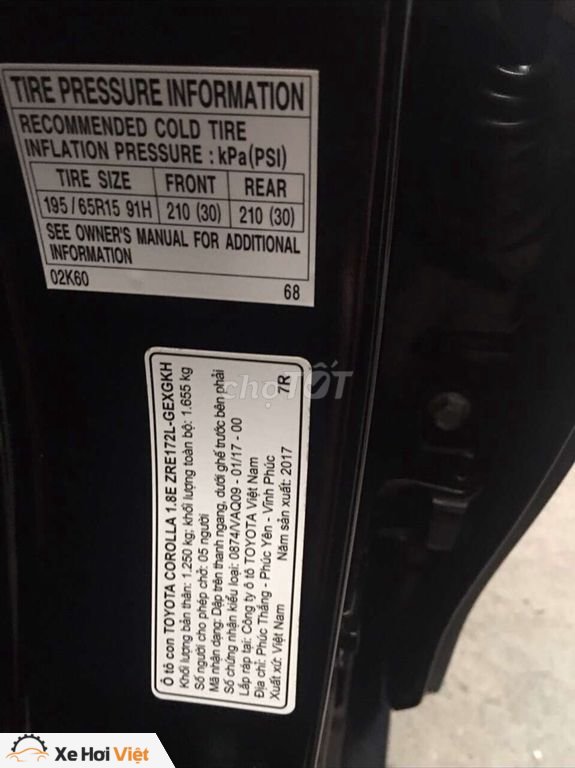 TIRE PRESSURE INFORMATION
RECOMMENDED COLD TIRE
INFLATION PRESSURE : kPa(PSI)
TIRE SIZE FRONT REAR
195 / 65R15 91H 210 (30) 210 (30)
SEE OWNER'S MANUAL FOR ADDITIONAL
INFORMATION
02K60 68
Ô tô con TOYOTA COROLLA 1.8E ZRE172L-GEXGKH
Khối lượng bản thân: 1.250 kg; khối lượng toàn bộ: 1.655 kg
Số người cho phép chở: 05 người
Mã nhận dạng: Dập trên thanh ngang, dưới ghế trước bên phải
Số chứng nhận kiểu loại: 0874/VAQ09 - 01/17 - 00
Lắp ráp tại: Công ty ô tô TOYOTA Việt Nam
Địa chỉ: Phúc Thắng - Phúc Yên - Vĩnh Phúc
Xuất xứ: Việt Nam Năm sản xuất: 2017
7R
chợTỐT
Xe Hơi Việt